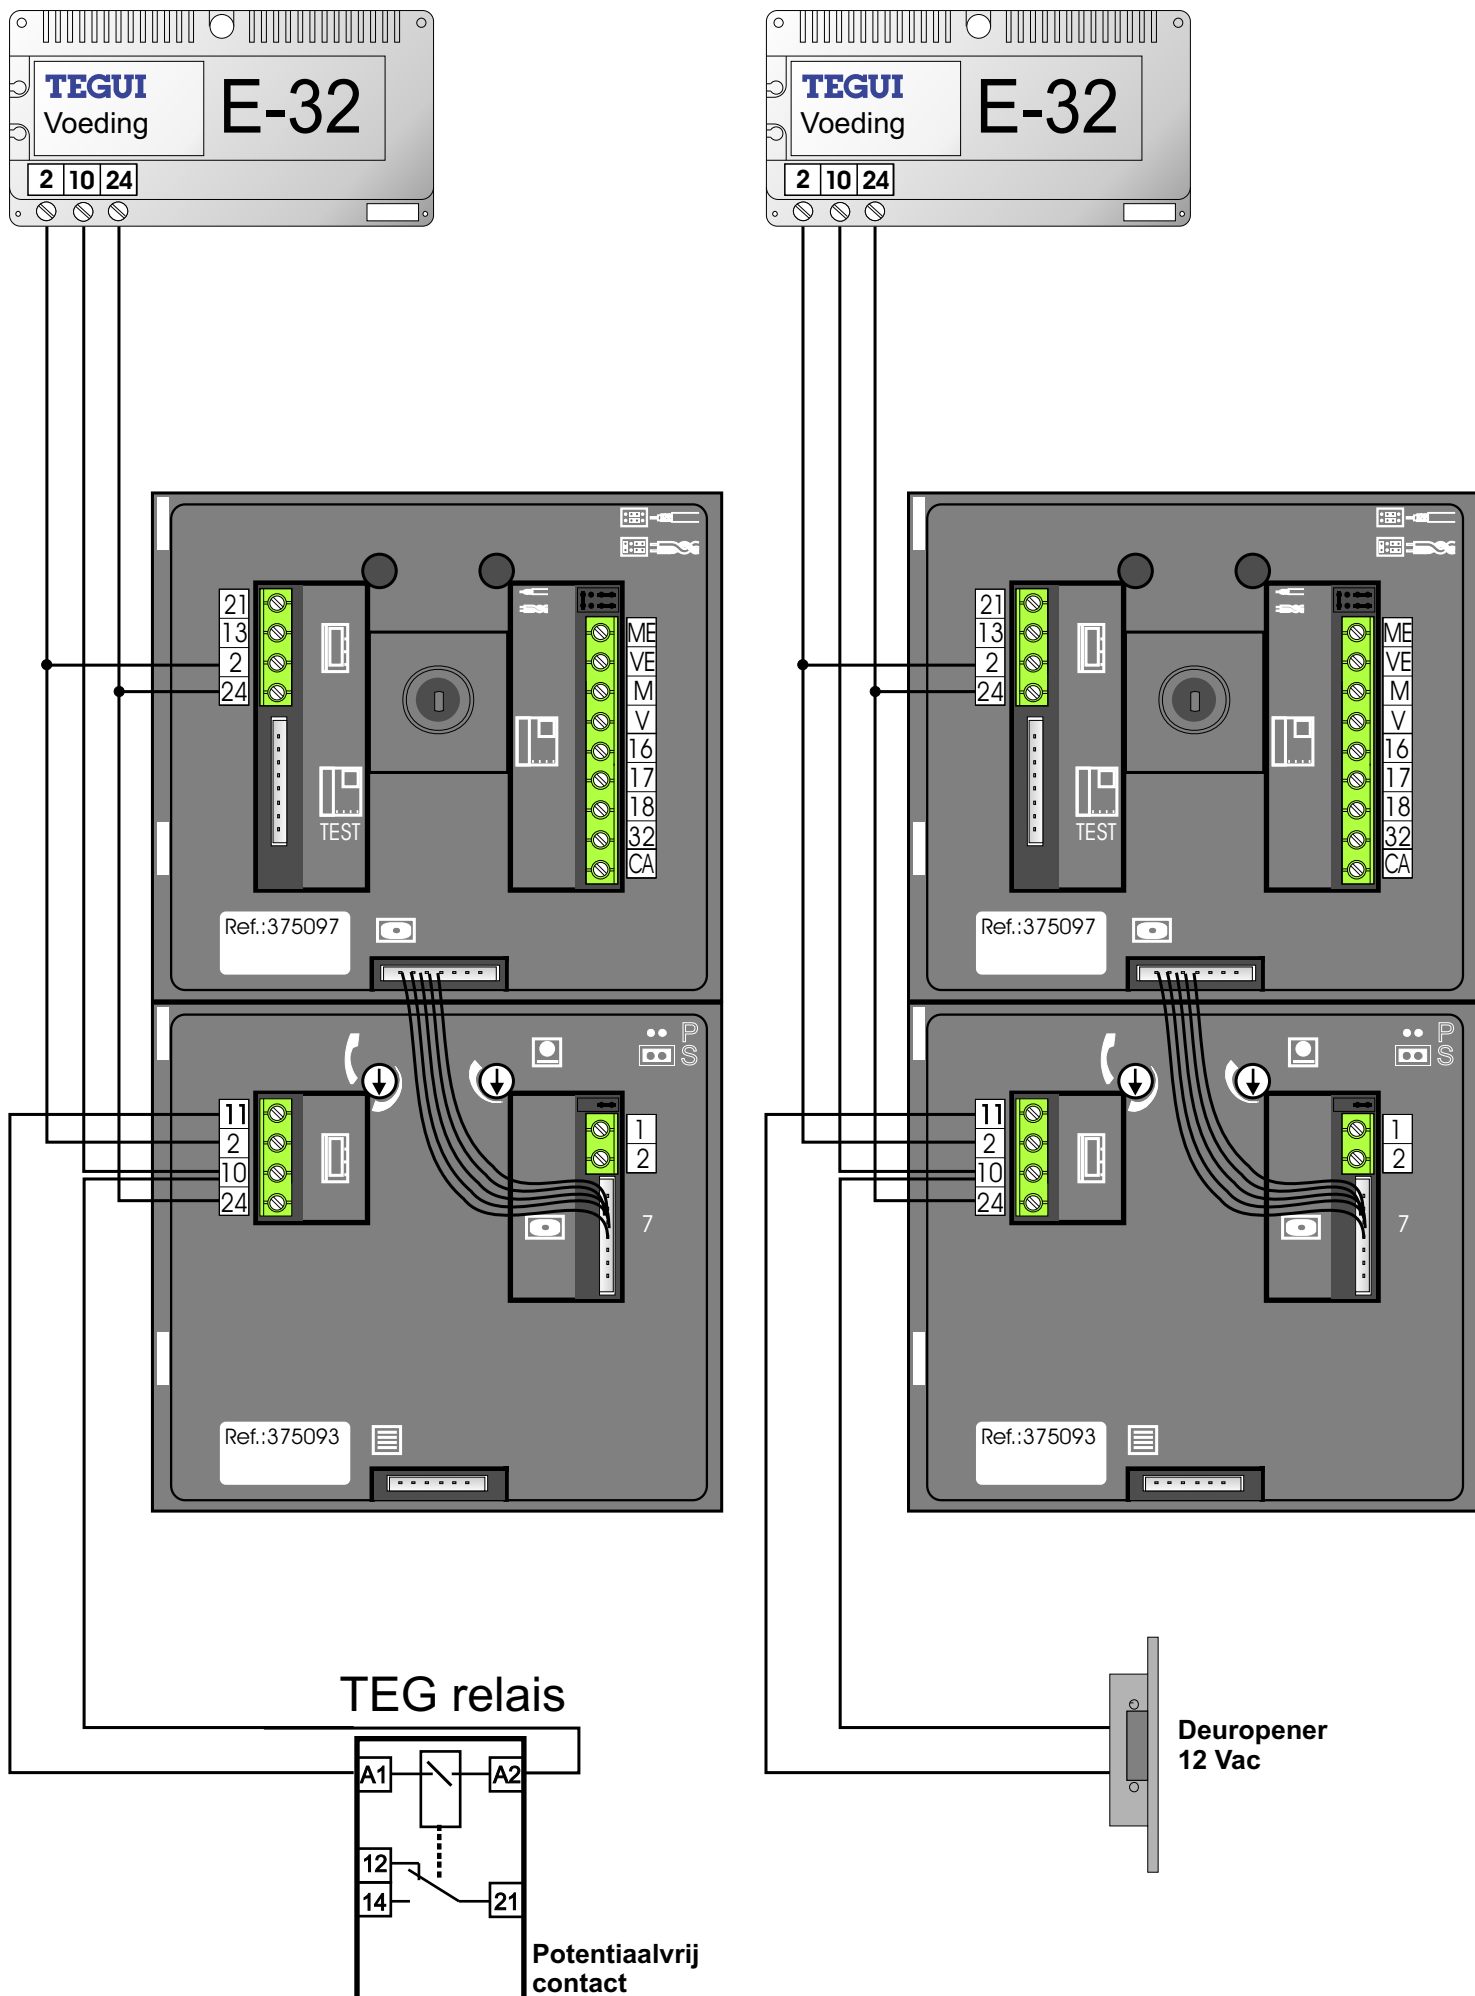 TEGUI
Voeding
E-32
2 10 24
21
13
2
24
TEST
ME
VE
M
V
16
17
18
32
CA
Ref.:375097
P
S
11
2
10
24
1
2
7
Ref.:375093
TEG relais
A1
A2
12
14
21
Potentiaalvrij
contact
TEGUI
Voeding
E-32
2 10 24
21
13
2
24
TEST
ME
VE
M
V
16
17
18
32
CA
Ref.:375097
P
S
11
2
10
24
1
2
7
Ref.:375093
Deuropener
12 Vac